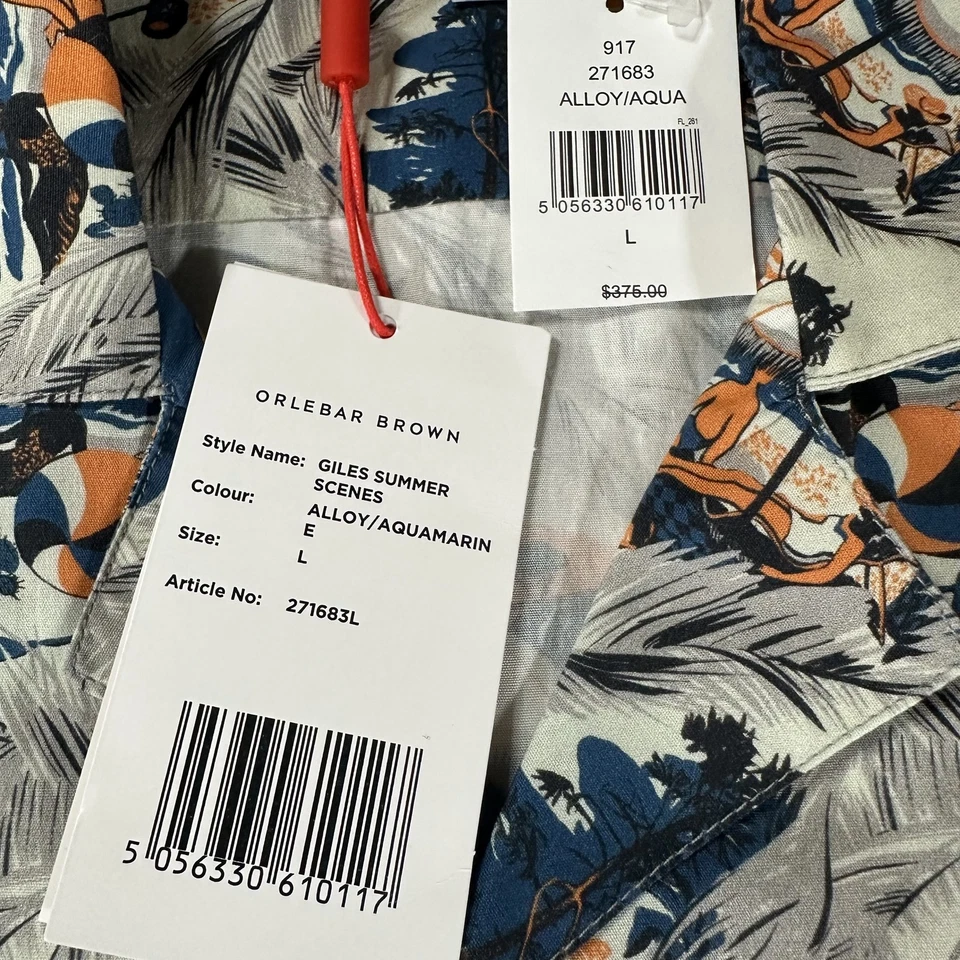 917
271683
ALLOY/AQUA
FL_261
5 056330 610117
L
$375.00
ORLEBAR BROWN
Style Name: GILES SUMMER
SCENES
Colour: ALLOY/AQUAMARIN
E
Size: L
Article No: 271683L
5 056330 610117